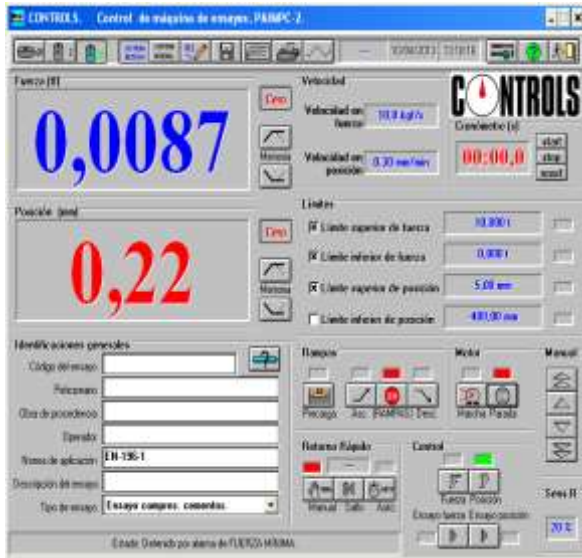 CONTROLS. Control de máquina de ensayos, PAIMPC-2.
Fuerza (tf)
0,0087
Cero
Memoria
Velocidad
Velocidad en fuerza
10,0 kgf/s
Velocidad en posición
0.30 mm/min
CONTROLS
Cronómetro (s)
00:00,0
start
stop
reset
Posición (mm)
0,22
Cero
Memoria
Límites
Límite superior de fuerza
10,000 t
Límite inferior de fuerza
0,000 t
Límite superior de posición
5,00 mm
Límite inferior de posición
-400,00 mm
Identificaciones generales
Código del ensayo
Peticionario
Obra de procedencia
Operador
Norma de aplicación
EN-196-1
Descripción del ensayo
Tipo de ensayo
Ensayo compres. cementos.
Rampas
Precarga
Asc.
(RAMPAS)
Desc.
Motor
Marcha
Parada
Manual
Retorno Rápido
Manual
Salto
Auto.
Control
F
P
Fuerza
Posición
Ensayo fuerza
Ensayo posición
20 %
Estado: Detenido por alarma de FUERZA MÍNIMA.